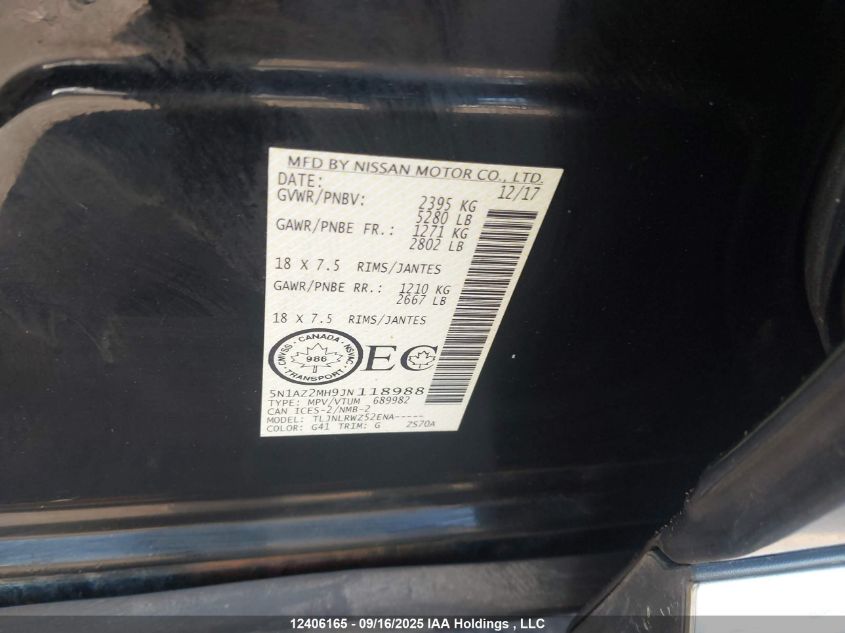 MFD BY NISSAN MOTOR CO., LTD.
DATE: 12/17
GVWR/PNBV: 2395 KG
5280 LB
GAWR/PNBE FR.: 1271 KG
2802 LB
18 X 7.5 RIMS/JANTES
GAWR/PNBE RR.: 1210 KG
2667 LB
18 X 7.5 RIMS/JANTES
CMVSS · CANADA · NSVAC
986
TRANSPORT
EC
5N1AZ2MH9JN118988
TYPE: MPV/VTUM 689982
CAN ICES-2/NMB-2
MODEL: TLJNLRWZ52ENA-----
COLOR: G41 TRIM: G ZS70A
12406165 - 09/16/2025 IAA Holdings , LLC